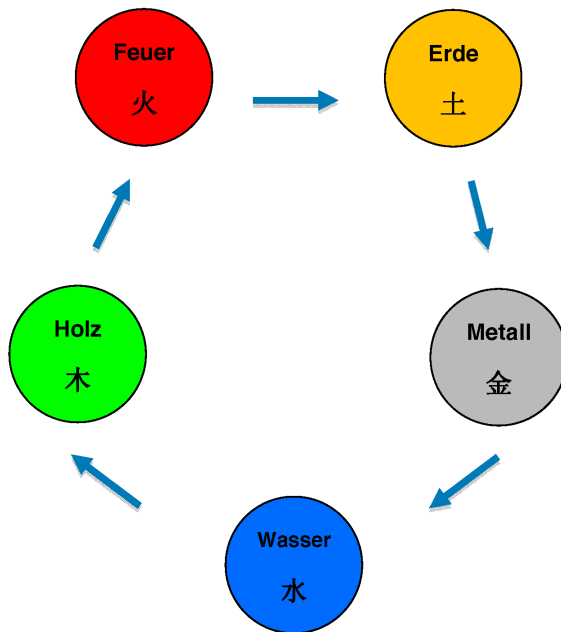 Feuer
火
Erde
土
Holz
木
Metall
金
Wasser
水